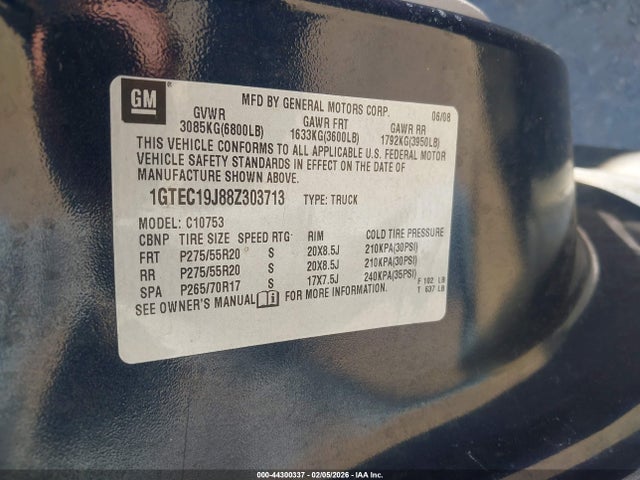 GM
MFD BY GENERAL MOTORS CORP. 06/08
GVWR GAWR FRT GAWR RR
3085KG(6800LB) 1633KG(3600LB) 1792KG(3950LB)
THIS VEHICLE CONFORMS TO ALL APPLICABLE U.S. FEDERAL MOTOR
VEHICLE SAFETY STANDARDS IN EFFECT ON THE DATE OF
MANUFACTURE SHOWN ABOVE.
1GTEC19J88Z303713 TYPE: TRUCK
MODEL: C10753
CBNP TIRE SIZE SPEED RTG RIM COLD TIRE PRESSURE
FRT P275/55R20 S 20X8.5J 210KPA(30PSI)
RR P275/55R20 S 20X8.5J 210KPA(30PSI)
SPA P265/70R17 S 17X7.5J 240KPA(35PSI)
F 102 LB
SEE OWNER'S MANUAL FOR MORE INFORMATION.
T 637 LB
000-44300337 - 02/05/2026 - IAA Inc.